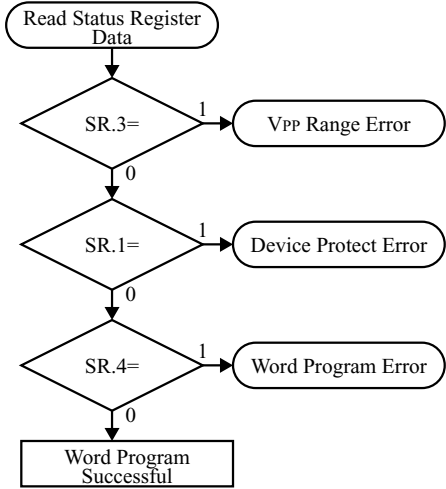 Read Status Register
Data
SR.3=
1
VPP Range Error
0
SR.1=
1
Device Protect Error
0
SR.4=
1
Word Program Error
0
Word Program
Successful